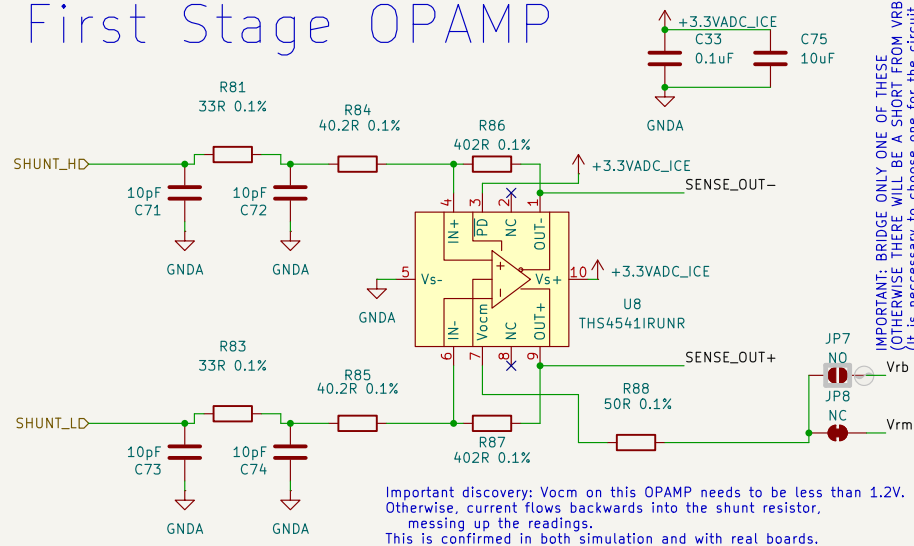 First Stage OPAMP
+3.3VADC_ICE
C33
0.1uF
C75
10uF
GNDA
R81
33R 0.1%
R84
40.2R 0.1%
R86
402R 0.1%
SHUNT_H
10pF
C71
10pF
C72
GNDA
GNDA
+3.3VADC_ICE
SENSE_OUT-
4
3
2
1
IN+
PD
NC
OUT-
5
Vs-
Vs+
10
+3.3VADC_ICE
GNDA
U8
THS4541IRUNR
IN-
Vocm
NC
OUT+
6
7
8
9
SENSE_OUT+
R83
33R 0.1%
R85
40.2R 0.1%
R87
402R 0.1%
R88
50R 0.1%
SHUNT_L
10pF
C73
10pF
C74
GNDA
GNDA
JP7
NO
Vrb
JP8
NC
Vrm
IMPORTANT: BRIDGE ONLY ONE OF THESE
(OTHERWISE THERE WILL BE A SHORT FROM VRB
Important discovery: Vocm on this OPAMP needs to be less than 1.2V.
Otherwise, current flows backwards into the shunt resistor,
messing up the readings.
This is confirmed in both simulation and with real boards.